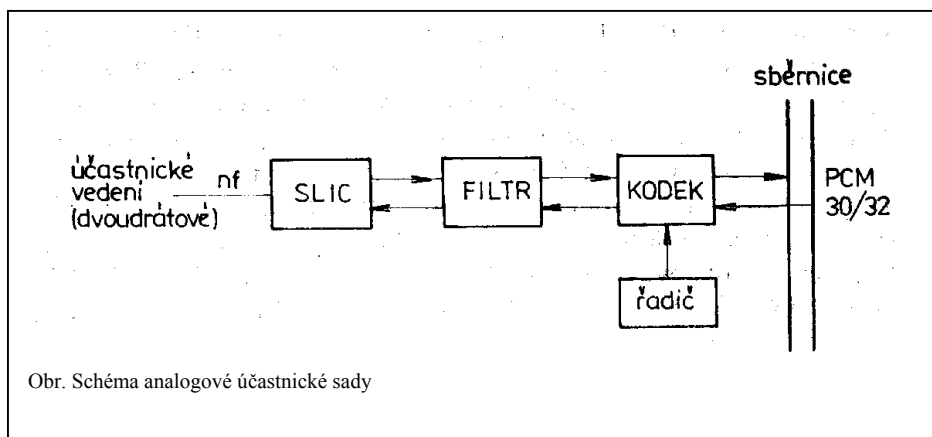 sběrnice
účastnické
vedení
(dvoudrátové)
nf
SLIC
FILTR
KODEK
PCM
30/32
řadič
Obr. Schéma analogové účastnické sady